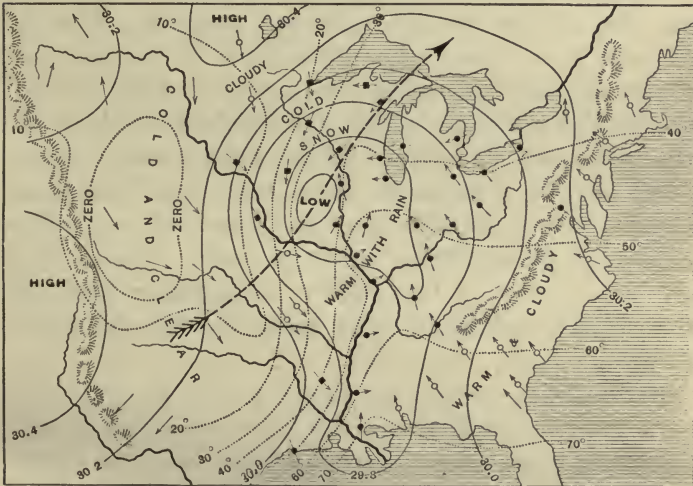 HIGH
30.2
10°
30.4
20°
30°
CLOUDY
COLD
SNOW
COLD AND CLEAR
10
40
ZERO
ZERO
LOW
WARM WITH RAIN
50°
HIGH
WARM & CLOUDY
30.2
60°
30.4
20°
30.2
30°
40°
30.0
60
70
29.8
30.0
70°